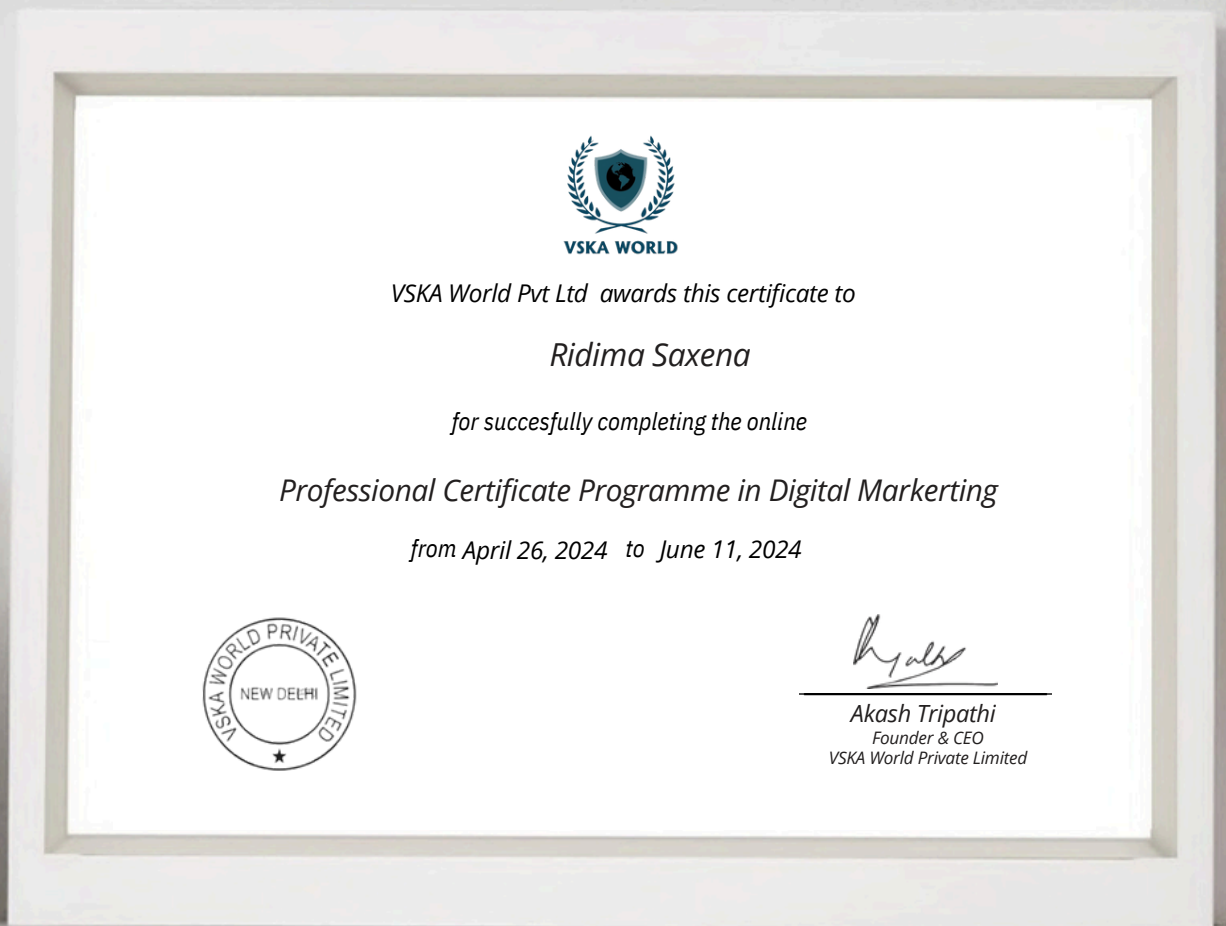 VSKA WORLD
VSKA World Pvt Ltd awards this certificate to
Ridima Saxena
for succesfully completing the online
Professional Certificate Programme in Digital Markerting
from April 26, 2024 to June 11, 2024
VSKA WORLD PRIVATE LIMITED
NEW DELHI
Akash Tripathi
Founder & CEO
VSKA World Private Limited